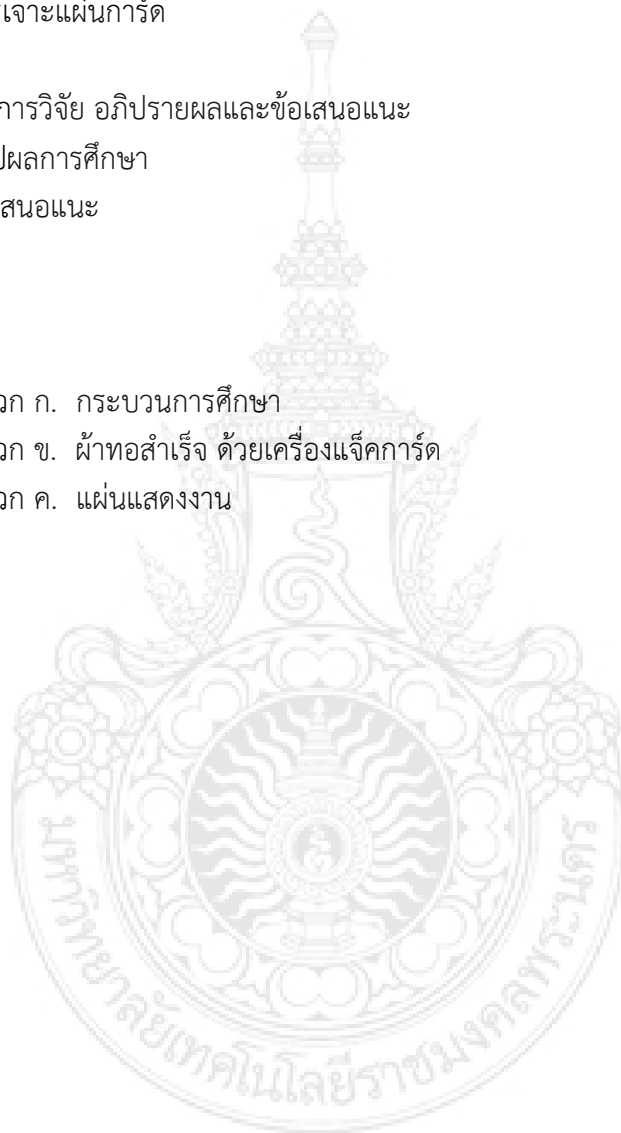 เจาะแผ่นการ์ด
การวิจัย อภิปรายผลและข้อเสนอแนะ
ผลการศึกษา
เสนอแนะ
วก ก. กระบวนการศึกษา
วก ข. ผ้าทอสำเร็จ ด้วยเครื่องแจ็คการ์ด
วก ค. แผ่นแสดงงาน
มหาวิทยาลัยเทคโนโลยีราชมงคลพระนคร